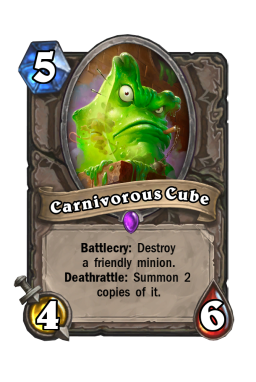 5
Carnivorous Cube
Battlecry: Destroy
a friendly minion.
Deathrattle: Summon 2
copies of it.
4
6